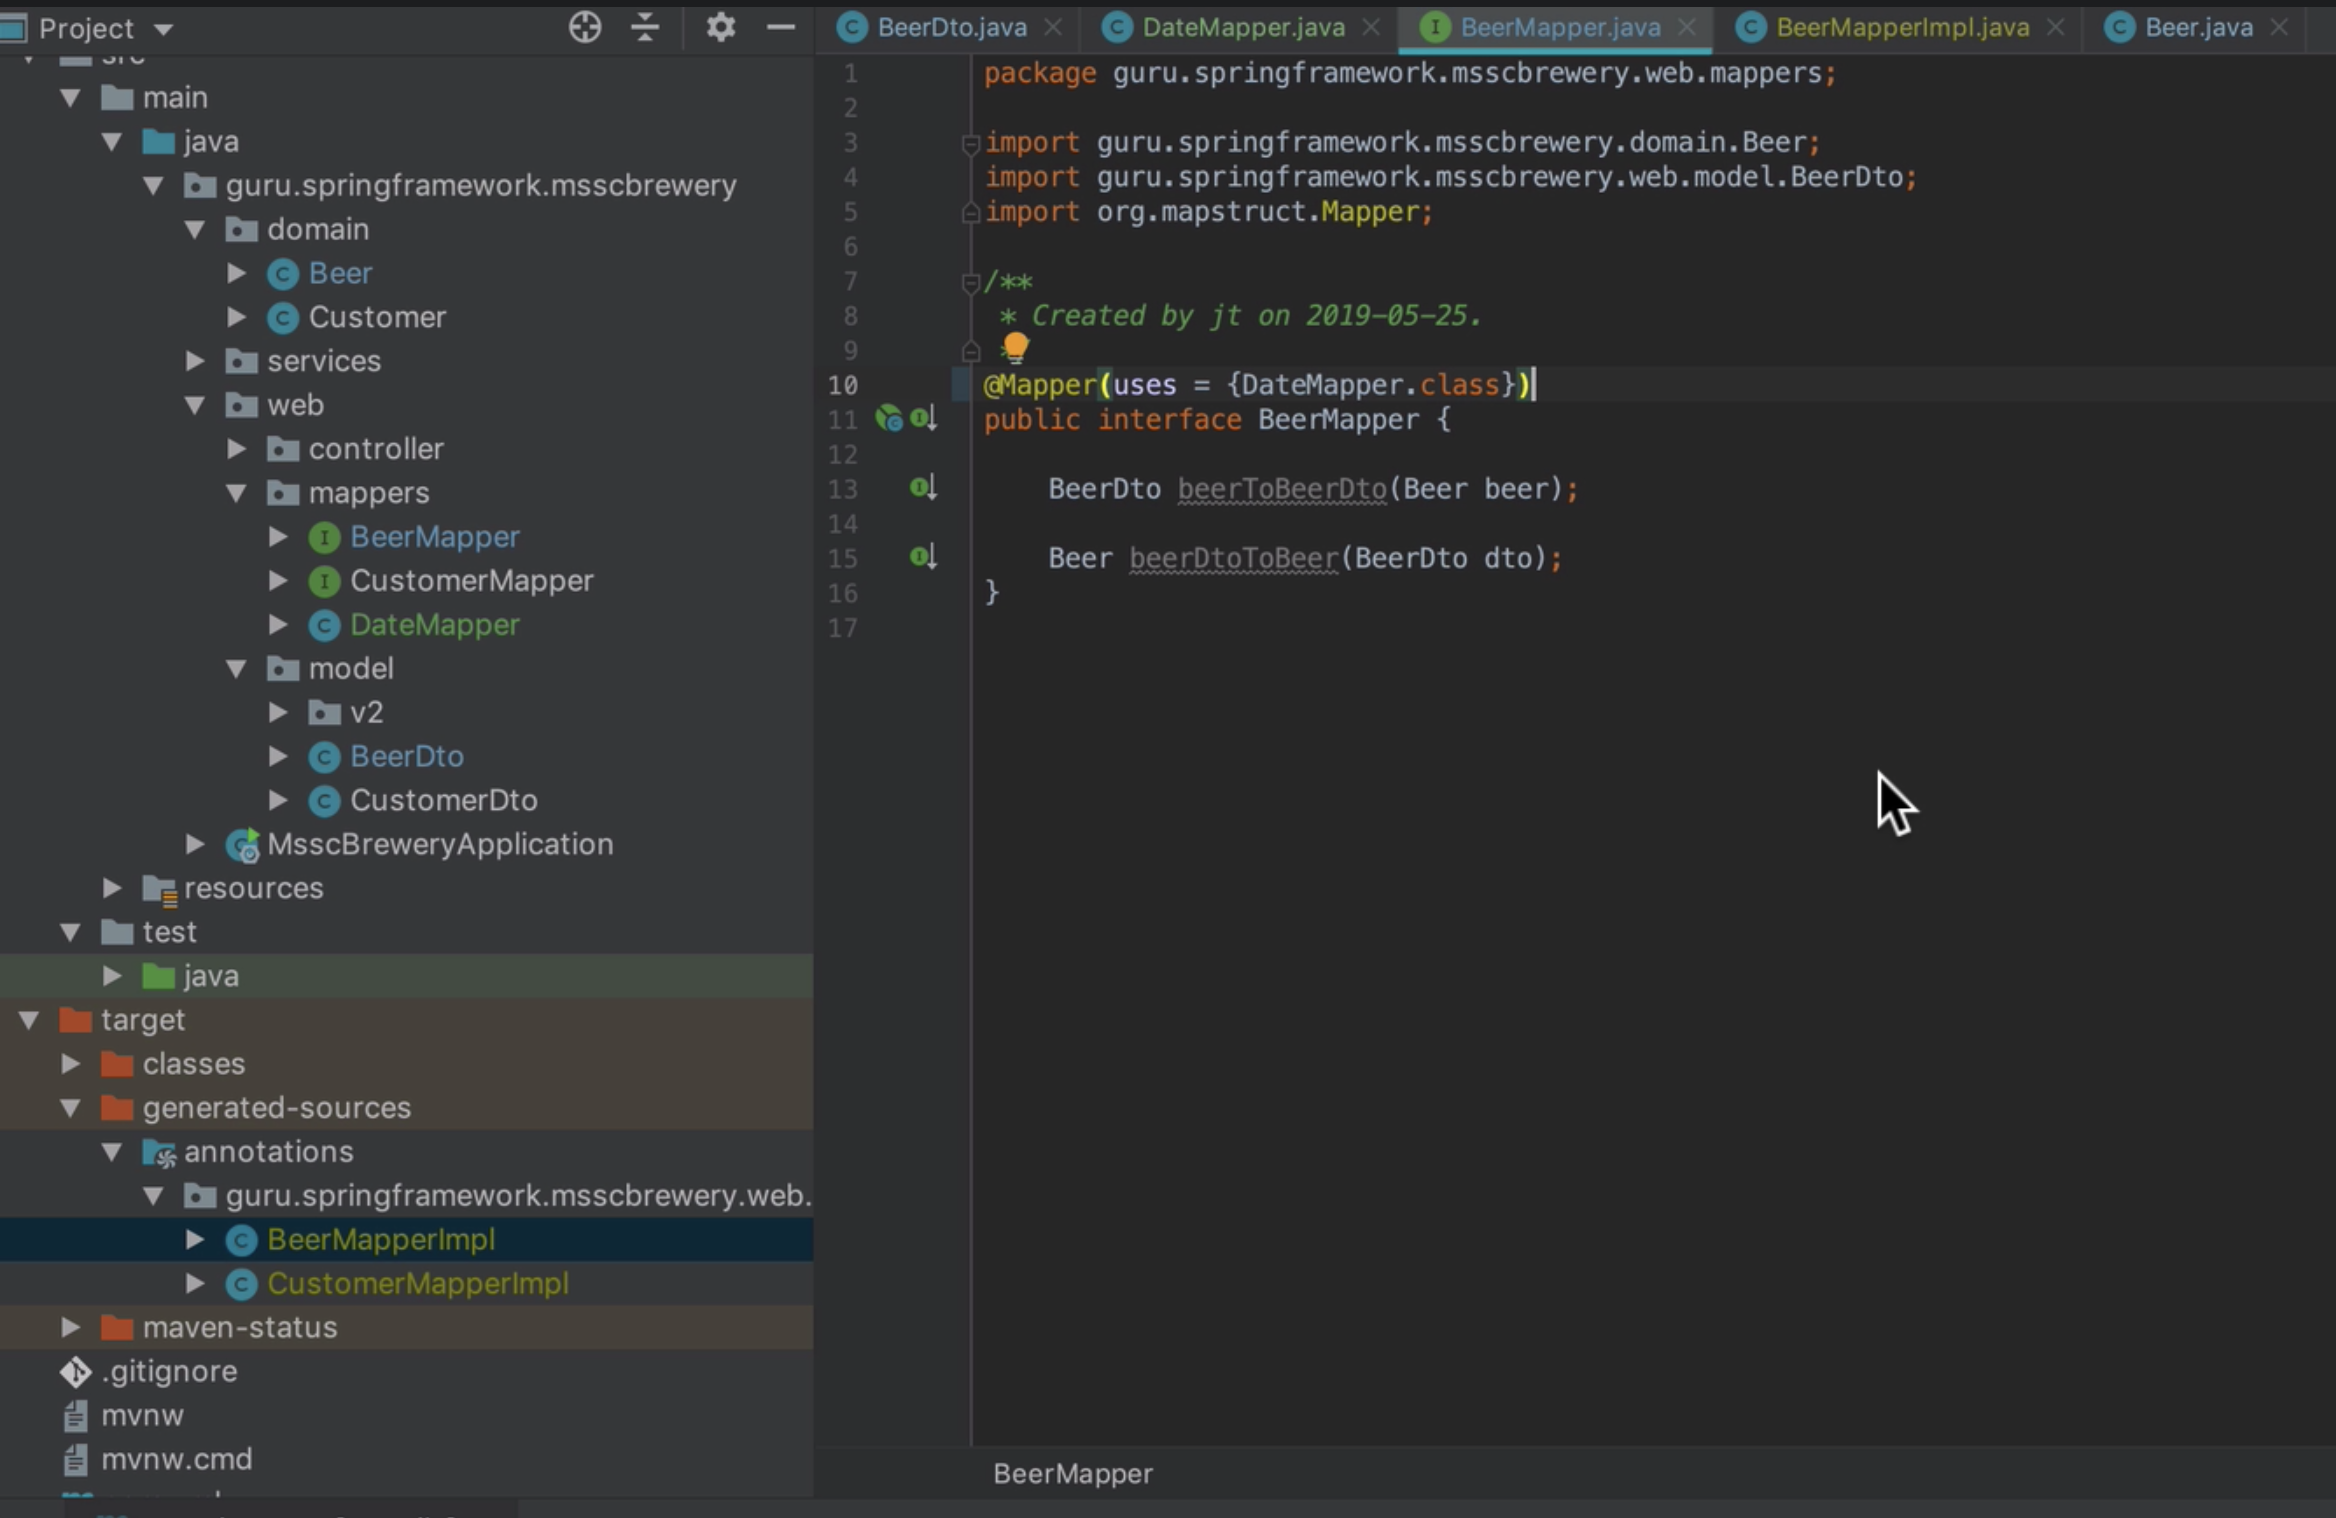 Project
src
main
java
guru.springframework.msscbrewery
domain
Beer
Customer
services
web
controller
mappers
BeerMapper
CustomerMapper
DateMapper
model
v2
BeerDto
CustomerDto
MsscBreweryApplication
resources
test
java
target
classes
generated-sources
annotations
guru.springframework.msscbrewery.web.
BeerMapperImpl
CustomerMapperImpl
maven-status
.gitignore
mvnw
mvnw.cmd
BeerDto.java
DateMapper.java
BeerMapper.java
BeerMapperImpl.java
Beer.java
1 package guru.springframework.msscbrewery.web.mappers;
2
3 import guru.springframework.msscbrewery.domain.Beer;
4 import guru.springframework.msscbrewery.web.model.BeerDto;
5 import org.mapstruct.Mapper;
6
7 /**
8 * Created by jt on 2019-05-25.
9
10 @Mapper(uses = {DateMapper.class})
11 public interface BeerMapper {
12
13 BeerDto beerToBeerDto(Beer beer);
14
15 Beer beerDtoToBeer(BeerDto dto);
16 }
17
BeerMapper